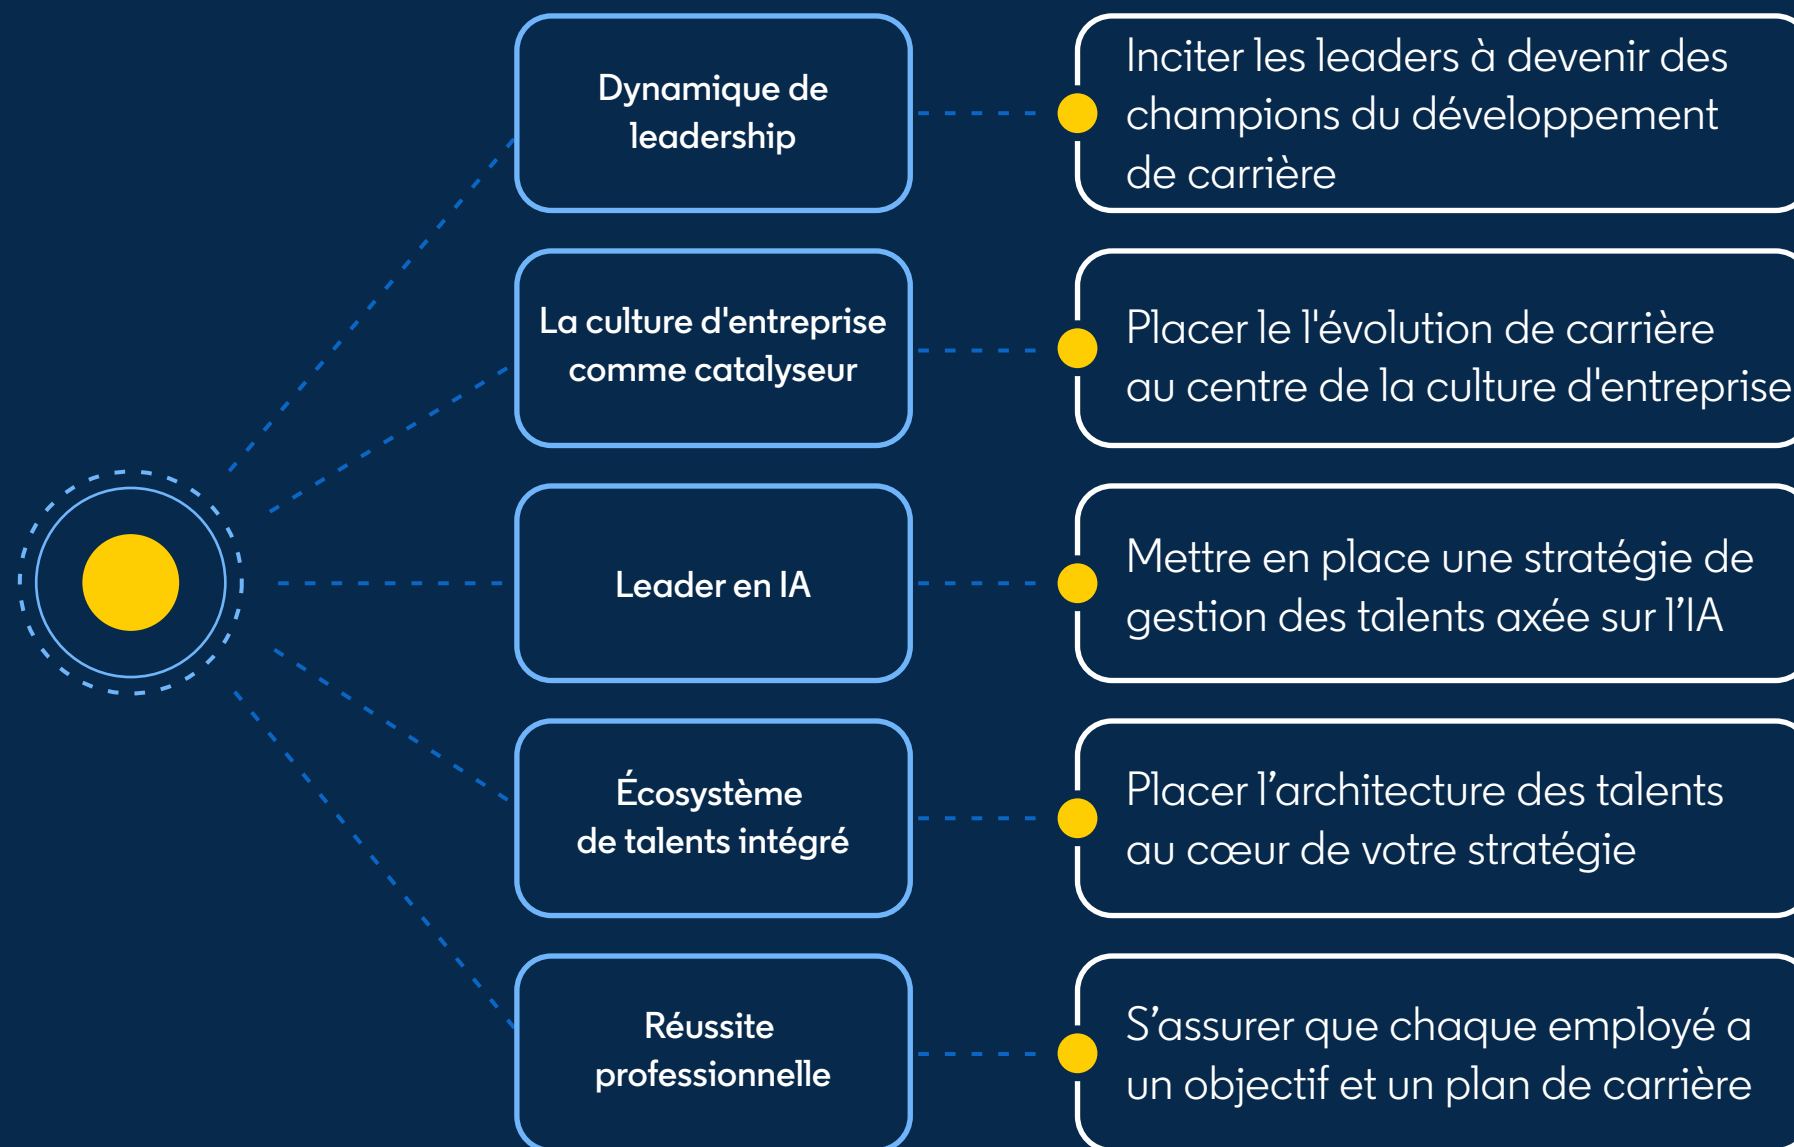 Dynamique de
leadership
Inciter les leaders à devenir des
champions du développement
de carrière
La culture d'entreprise
comme catalyseur
Placer le l'évolution de carrière
au centre de la culture d'entreprise
Leader en IA
Mettre en place une stratégie de
gestion des talents axée sur l’IA
Écosystème
de talents intégré
Placer l’architecture des talents
au cœur de votre stratégie
Réussite
professionnelle
S’assurer que chaque employé a
un objectif et un plan de carrière